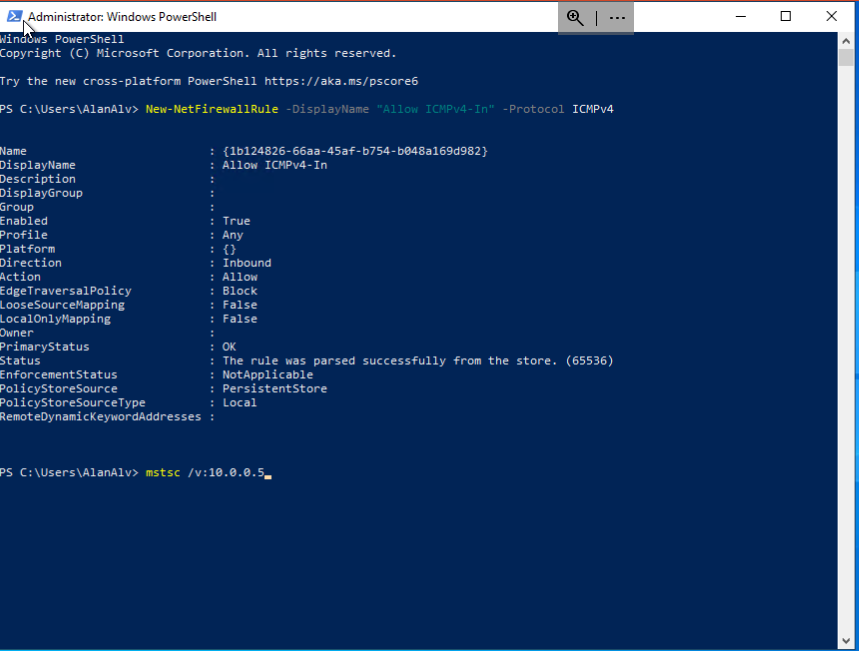 Administrator: Windows PowerShell
Windows PowerShell
Copyright (C) Microsoft Corporation. All rights reserved.
Try the new cross-platform PowerShell https://aka.ms/pscore6
PS C:\Users\AlanAlv> New-NetFirewallRule -DisplayName "Allow ICMPv4-In" -Protocol ICMPv4
Name : {1b124826-66aa-45af-b754-b048a169d982}
DisplayName : Allow ICMPv4-In
Description :
DisplayGroup :
Group :
Enabled : True
Profile : Any
Platform : {}
Direction : Inbound
Action : Allow
EdgeTraversalPolicy : Block
LooseSourceMapping : False
LocalOnlyMapping : False
Owner :
PrimaryStatus : OK
Status : The rule was parsed successfully from the store. (65536)
EnforcementStatus : NotApplicable
PolicyStoreSource : PersistentStore
PolicyStoreSourceType : Local
RemoteDynamicKeywordAddresses :
PS C:\Users\AlanAlv> mstsc /v:10.0.0.5